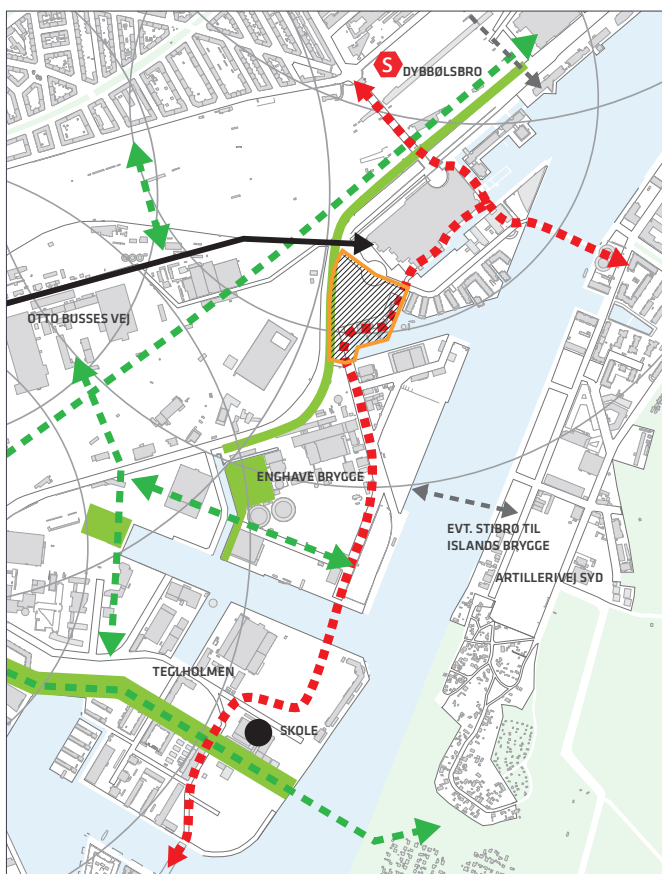 S
DYBBØLSBRO
OTTO BUSSES VEJ
ENGHAVE BRYGGE
EVT. STIBRO TIL
ISLANDS BRYGGE
ARTILLERIVEJ SYD
TEGLHOLMEN
SKOLE